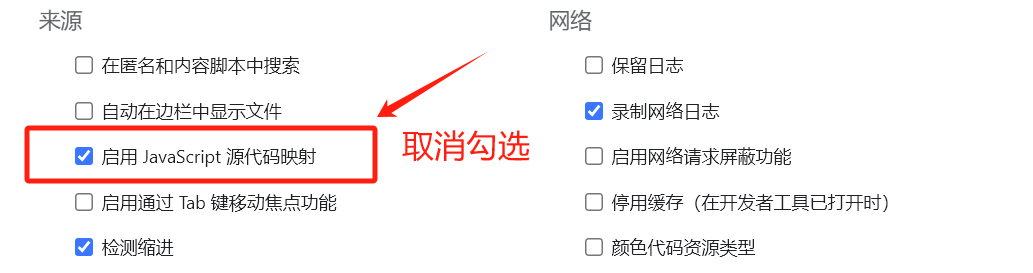 来源
在匿名和内容脚本中搜索
自动在边栏中显示文件
启用 JavaScript 源代码映射
启用通过 Tab 键移动焦点功能
检测缩进
取消勾选
网络
保留日志
录制网络日志
启用网络请求屏蔽功能
停用缓存（在开发者工具已打开时）
颜色代码资源类型